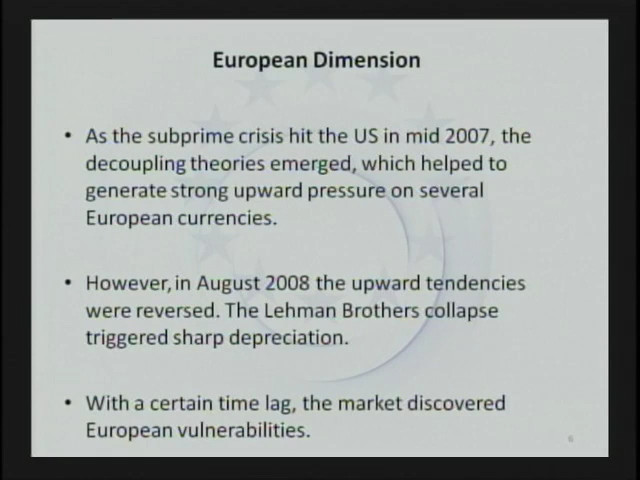 European Dimension
• As the subprime crisis hit the US in mid 2007, the
decoupling theories emerged, which helped to
generate strong upward pressure on several
European currencies.
• However, in August 2008 the upward tendencies
were reversed. The Lehman Brothers collapse
triggered sharp depreciation.
• With a certain time lag, the market discovered
European vulnerabilities.
6